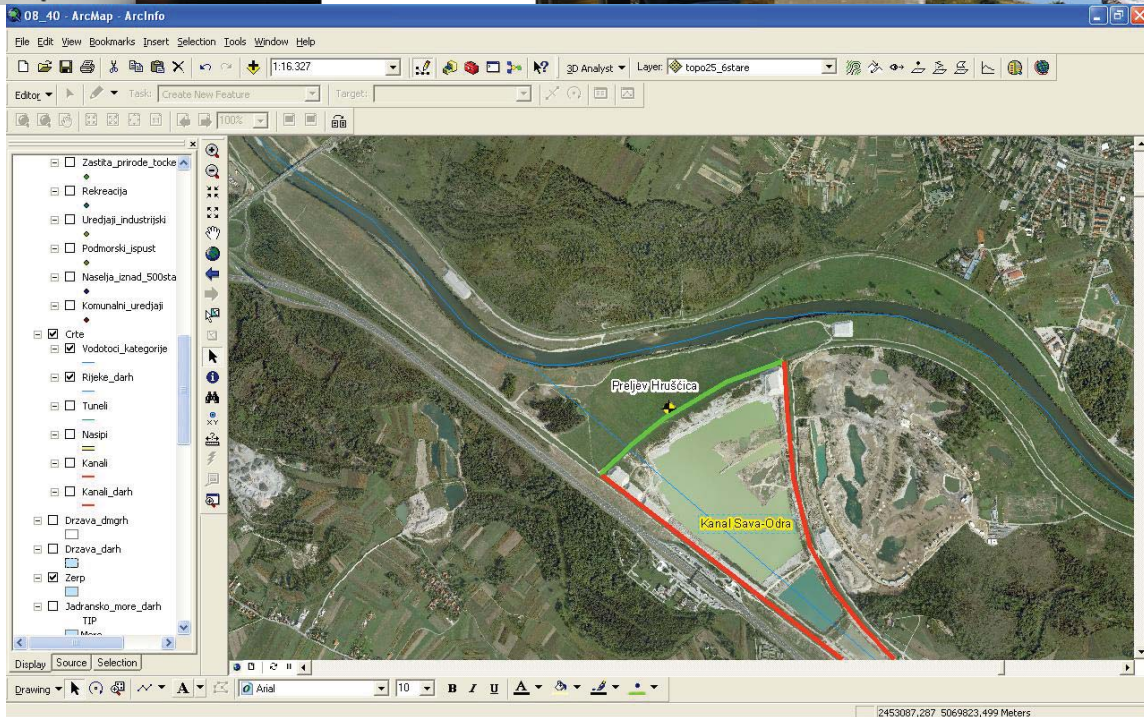 08_40 - ArcMap - ArcInfo
File Edit View Bookmarks Insert Selection Tools Window Help
1:16.327
3D Analyst
Layer: topo25_6stare
Editor
Task: Create New Feature
Target:
100%
Zastita_prirode_tocke
Rekreacija
Uredjaji_industrijski
Podmorski_ispust
Naselja_iznad_500sta
Komunalni_uredjaji
Crte
Vodotoci_kategorije
Rijeke_darh
Tuneli
Nasipi
Kanali
Kanali_darh
Drzava_dmgrh
Drzava_darh
Zerp
Jadransko_more_darh
TIP
More
Display Source Selection
Preljev Hrušćica
Kanal Sava-Odra
Drawing
A
Arial
10
B I U A
2453087,287 5069823,499 Meters